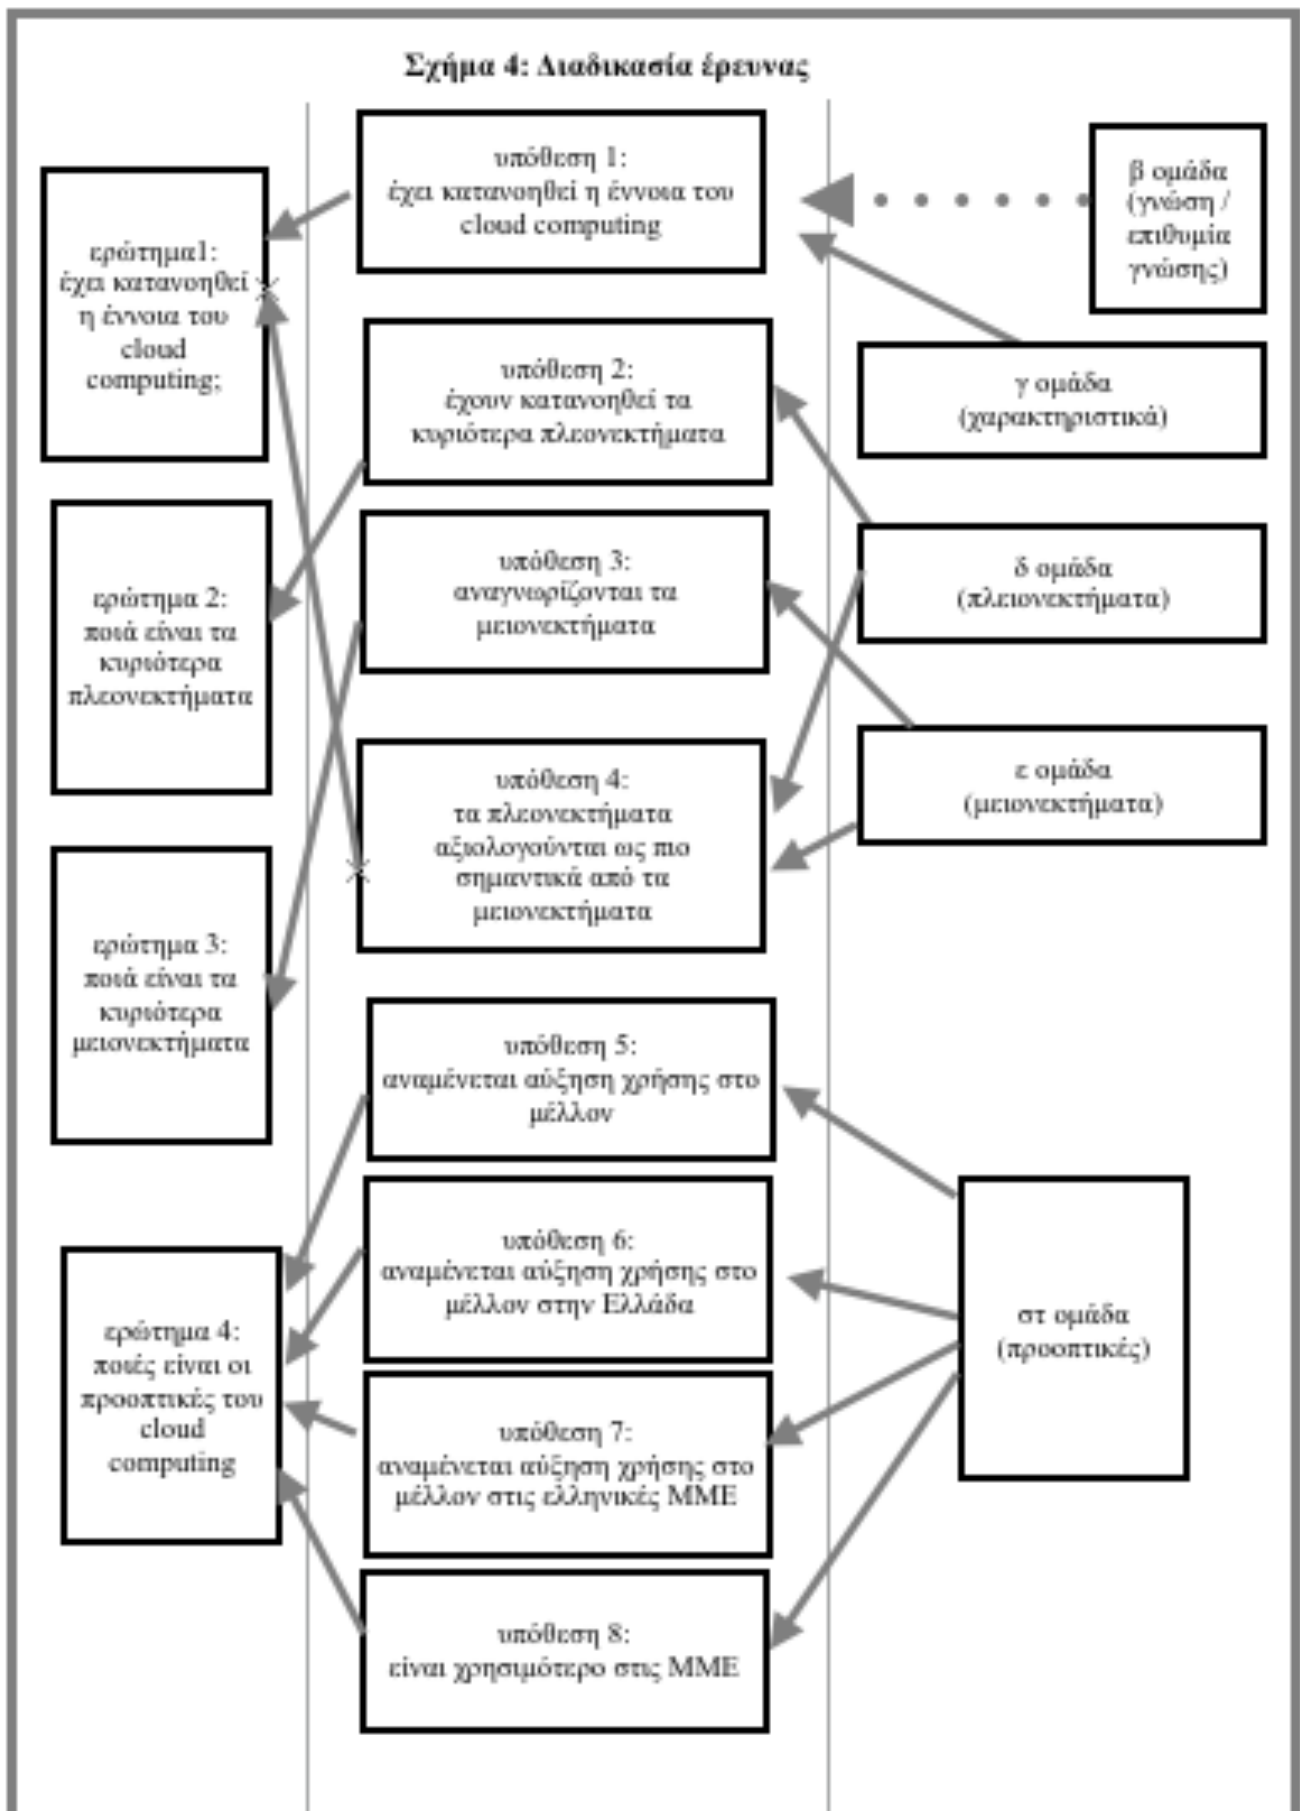 Σχήμα 4: Διαδικασία έρευνας
ερώτημα1:
έχει κατανοηθεί
η έννοια του
cloud
computing;
ερώτημα 2:
ποιά είναι τα
κυριότερα
πλεονεκτήματα
ερώτημα 3:
ποιά είναι τα
κυριότερα
μειονεκτήματα
ερώτημα 4:
ποιές είναι οι
προοπτικές του
cloud
computing
υπόθεση 1:
έχει κατανοηθεί η έννοια του
cloud computing
υπόθεση 2:
έχουν κατανοηθεί τα
κυριότερα πλεονεκτήματα
υπόθεση 3:
αναγνωρίζονται τα
μειονεκτήματα
υπόθεση 4:
τα πλεονεκτήματα
αξιολογούνται ως πιο
σημαντικά από τα
μειονεκτήματα
υπόθεση 5:
αναμένεται αύξηση χρήσης στο
μέλλον
υπόθεση 6:
αναμένεται αύξηση χρήσης στο
μέλλον στην Ελλάδα
υπόθεση 7:
αναμένεται αύξηση χρήσης στο
μέλλον στις ελληνικές ΜΜΕ
υπόθεση 8:
είναι χρησιμότερο στις ΜΜΕ
β ομάδα
(γνώση /
επιθυμία
γνώσης)
γ ομάδα
(χαρακτηριστικά)
δ ομάδα
(πλειονεκτήματα)
ε ομάδα
(μειονεκτήματα)
στ ομάδα
(προοπτικές)